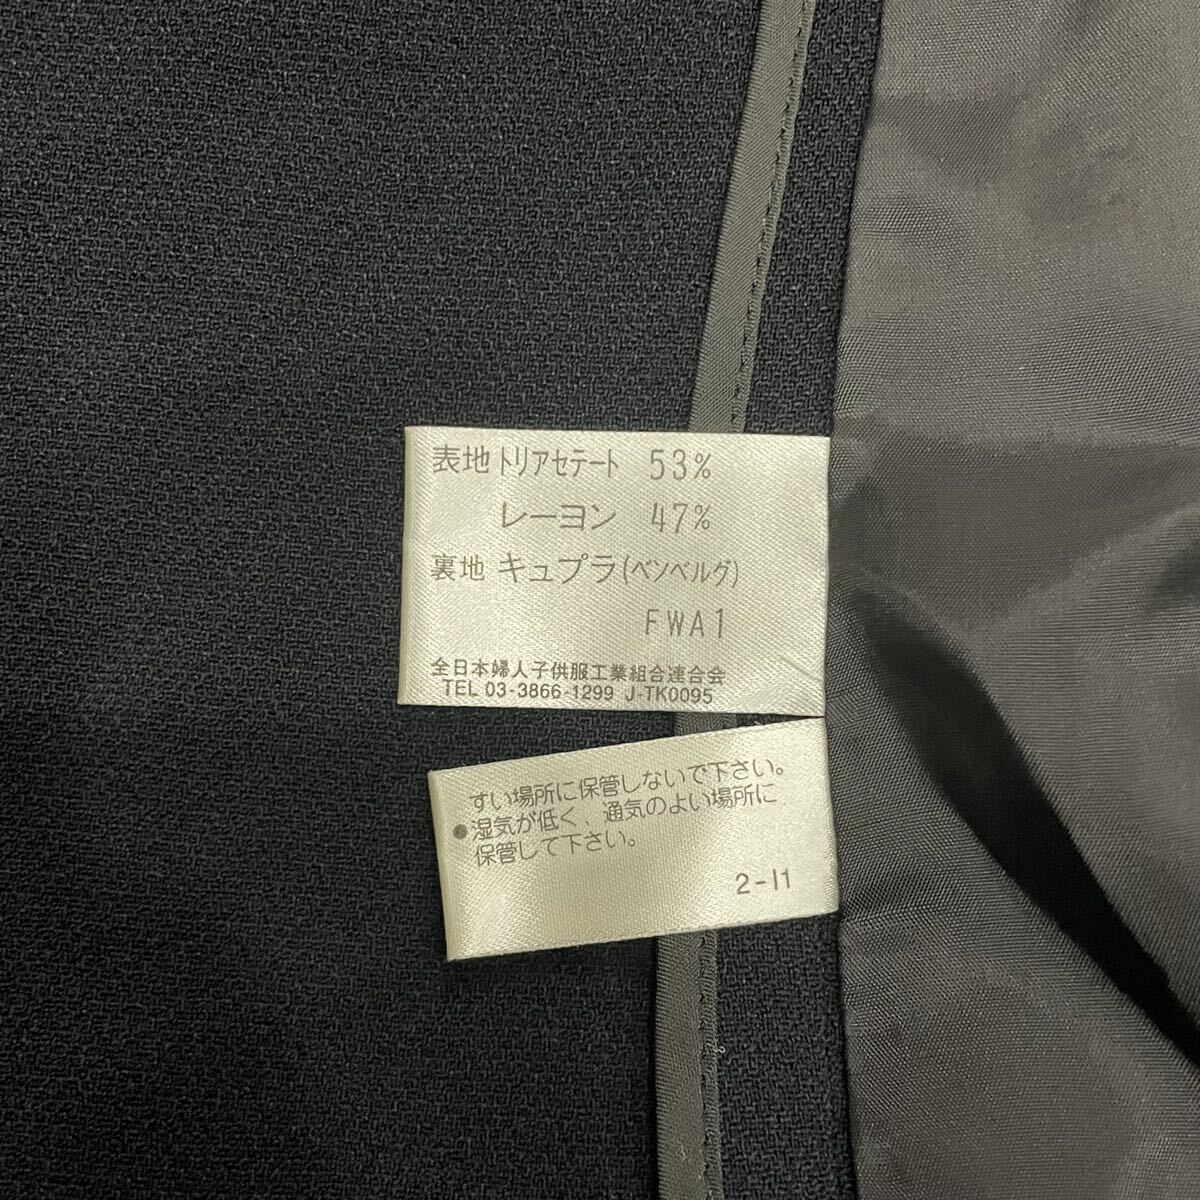 表地 トリアセテート 53%
レーヨン 47%
裏地 キュプラ(ベンベルグ)
FWA1
全日本婦人子供服工業組合連合会
TEL 03-3866-1299 J-TK0095
すい場所に保管しないで下さい。
●湿気が低く、通気のよい場所に
保管して下さい。
2-11